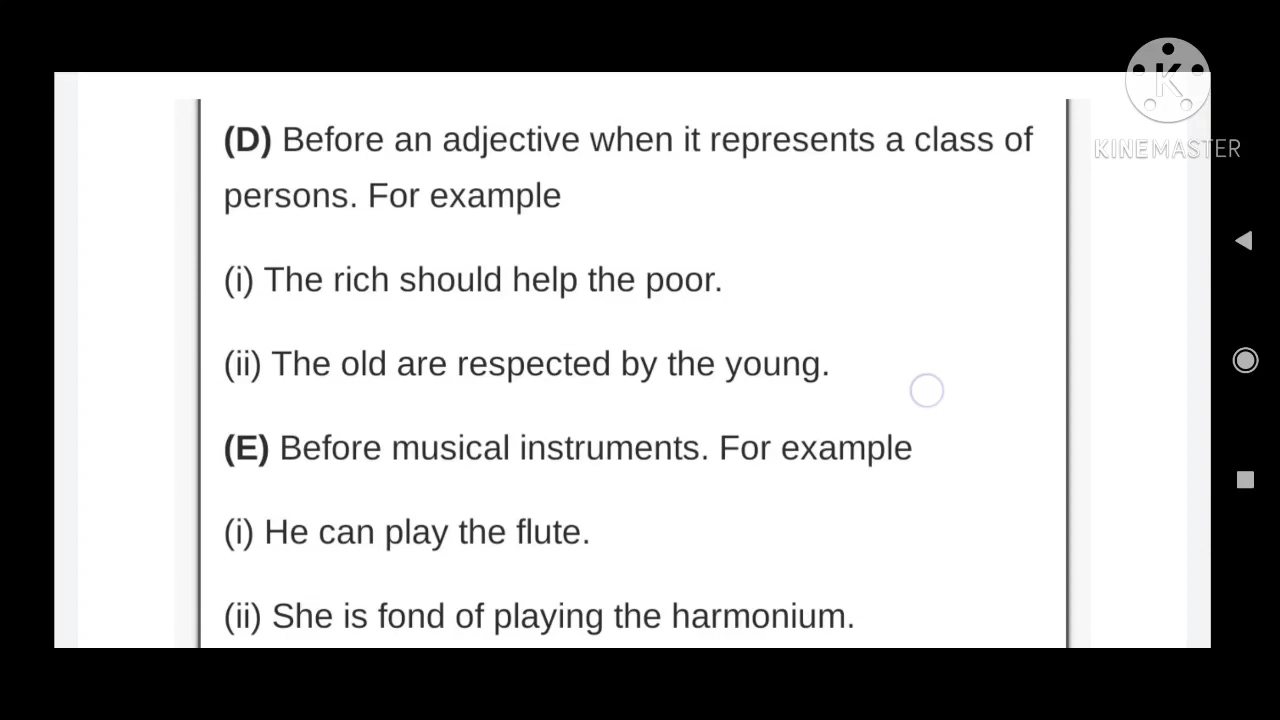 (D) Before an adjective when it represents a class of
persons. For example
(i) The rich should help the poor.
(ii) The old are respected by the young.
(E) Before musical instruments. For example
(i) He can play the flute.
(ii) She is fond of playing the harmonium.
K
KINEMASTER